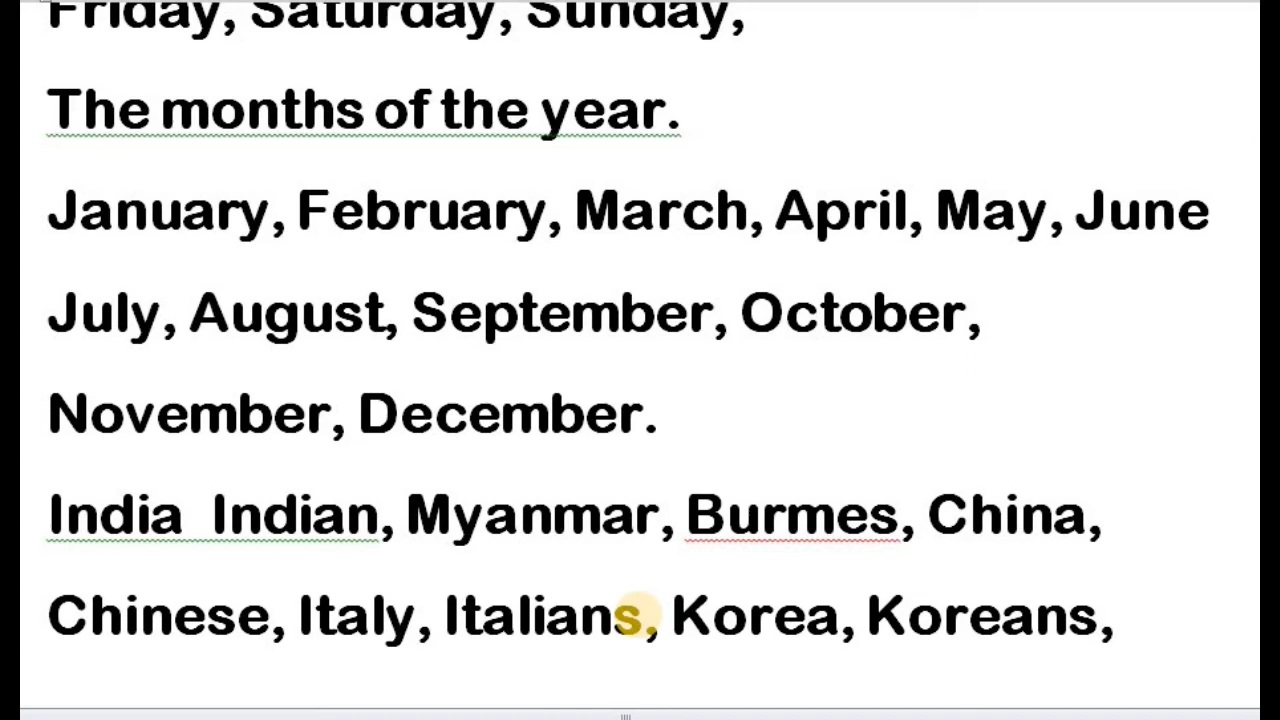 Friday, Saturday, Sunday,
The months of the year.
January, February, March, April, May, June
July, August, September, October,
November, December.
India  Indian, Myanmar, Burmes, China,
Chinese, Italy, Italians, Korea, Koreans,